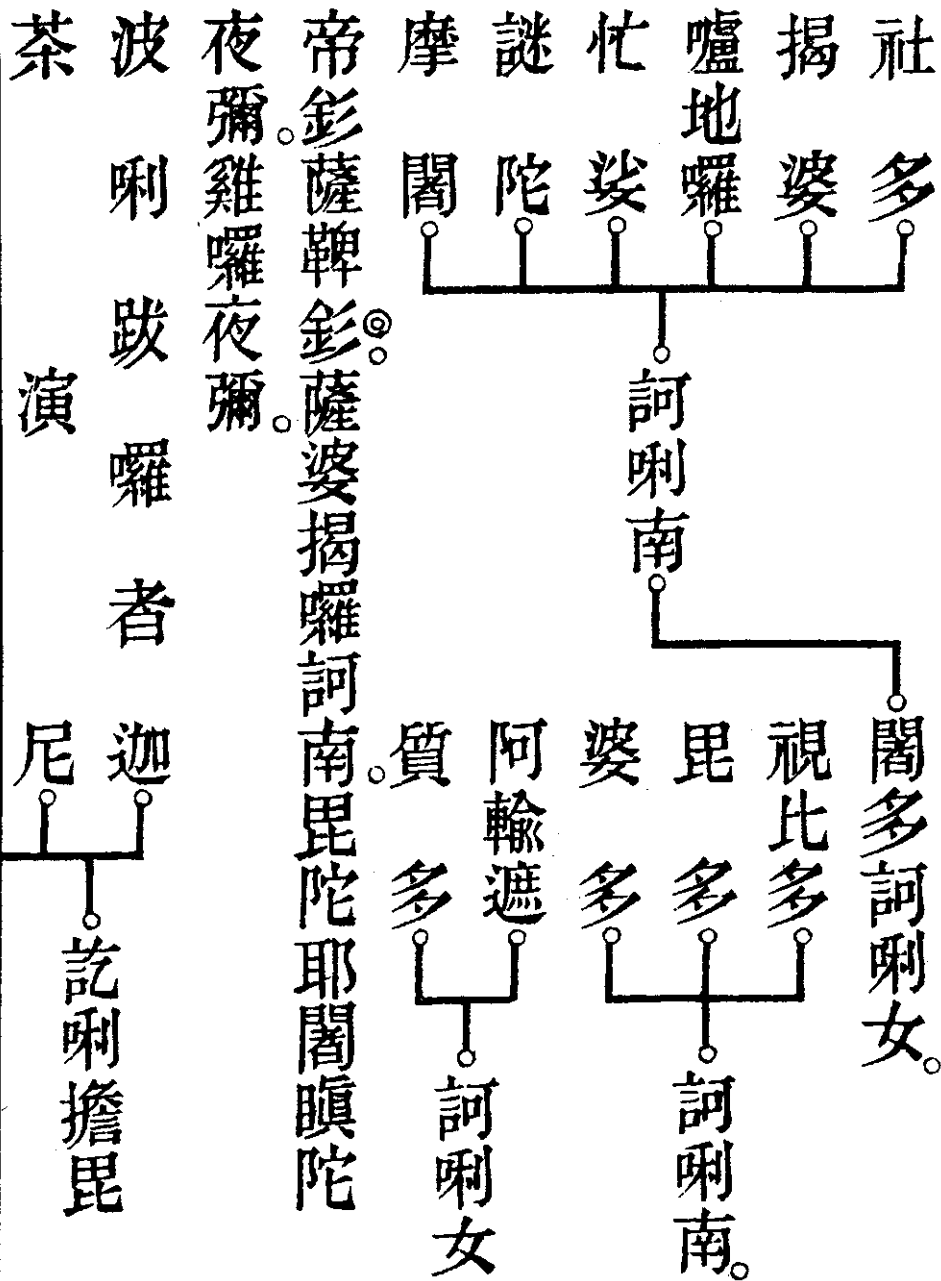 社多
揭婆
嚧地囉
忙娑
謎陀
摩闍
訶唎南
闍多訶唎女。
視比多
毘多
婆多
訶唎南。
阿輸遮
質多
訶唎女
帝釤薩鞞釤◎。薩婆揭囉訶南。毘陀耶闍瞋陀
夜彌。雞囉夜彌。
波唎跋囉者迦
茶演尼
訖唎擔毘